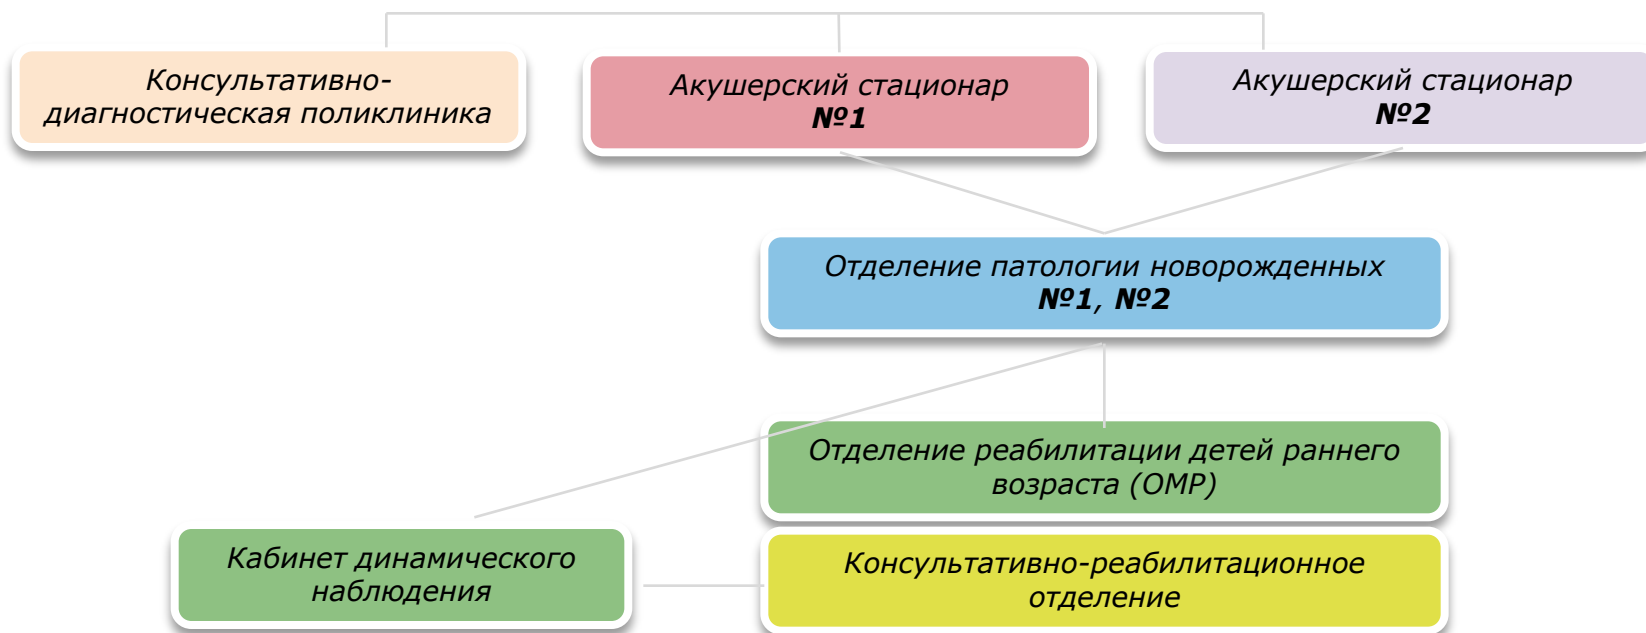 Консультативно-
диагностическая поликлиника
Акушерский стационар
№1
Акушерский стационар
№2
Отделение патологии новорожденных
№1, №2
Отделение реабилитации детей раннего
возраста (ОМР)
Кабинет динамического
наблюдения
Консультативно-реабилитационное
отделение